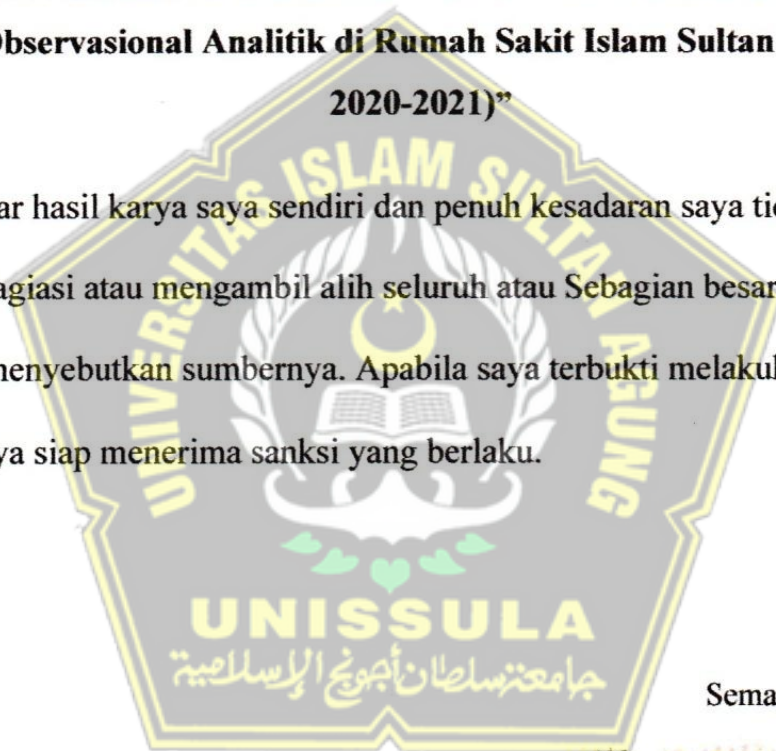 Observasional Analitik di Rumah Sakit Islam Sultan
2020-2021)”
ar hasil karya saya sendiri dan penuh kesadaran saya
agiasi atau mengambil alih seluruh atau Sebagian besar
menyebutkan sumbernya. Apabila saya terbukti
ya siap menerima sanksi yang berlaku.
UNIVERSITAS ISLAM SULTAN AGUNG
UNISSULA
جامعة سلطان أجونج الإسلامية
Sema